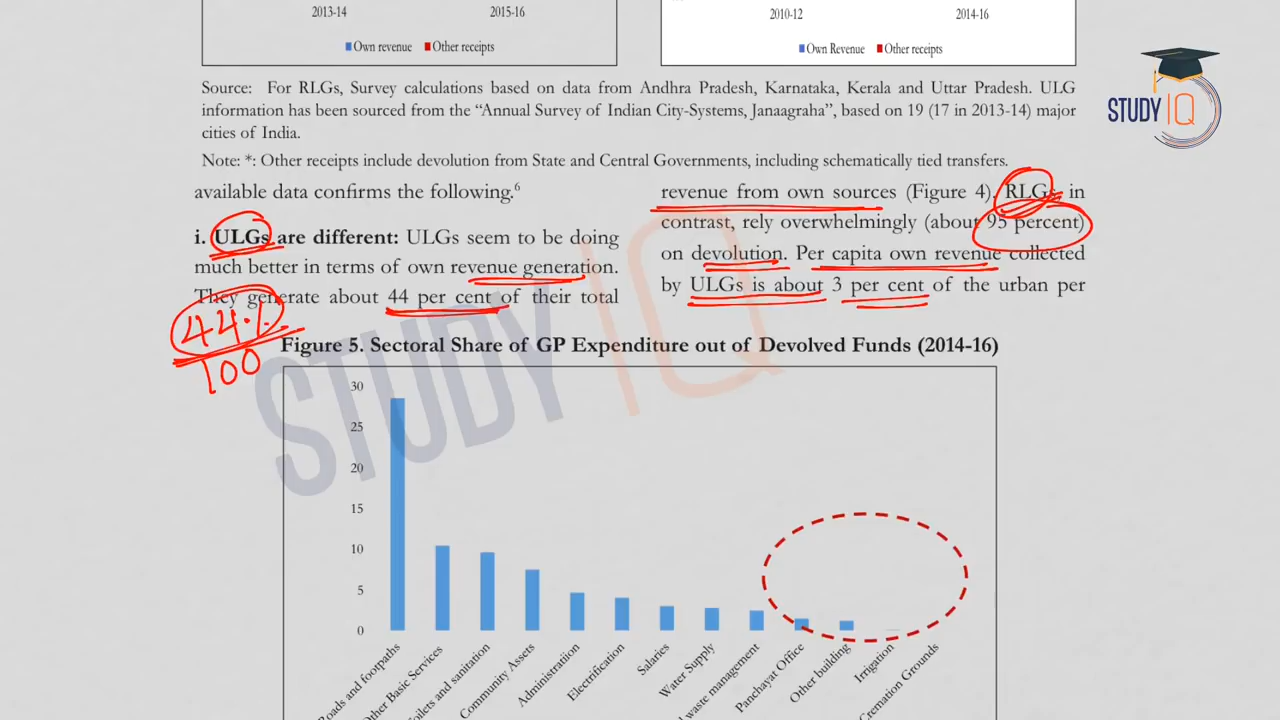 2013-14
2015-16
Own revenue
Other receipts
2010-12
2014-16
Own Revenue
Other receipts
Source: For RLGs, Survey calculations based on data from Andhra Pradesh, Karnataka, Kerala and Uttar Pradesh. ULG
information has been sourced from the “Annual Survey of Indian City-Systems, Janaagraha”, based on 19 (17 in 2013-14) major
cities of India.
Note: *: Other receipts include devolution from State and Central Governments, including schematically tied transfers.
STUDY IQ
available data confirms the following.6
i. ULGs are different: ULGs seem to be doing
much better in terms of own revenue generation.
They generate about 44 per cent of their total
revenue from own sources (Figure 4). RLGs in
contrast, rely overwhelmingly (about 95 percent)
on devolution. Per capita own revenue collected
by ULGs is about 3 per cent of the urban per
44%
100
Figure 5. Sectoral Share of GP Expenditure out of Devolved Funds (2014-16)
STUDY IQ
30
25
20
15
10
5
0
Roads and footpaths
Other Basic Services
Toilets and sanitation
Community Assets
Administratiion
Electrification
Salaries
Water Supply
waste management
Panchayat Office
Other building
Irrigation
Cremation Grounds